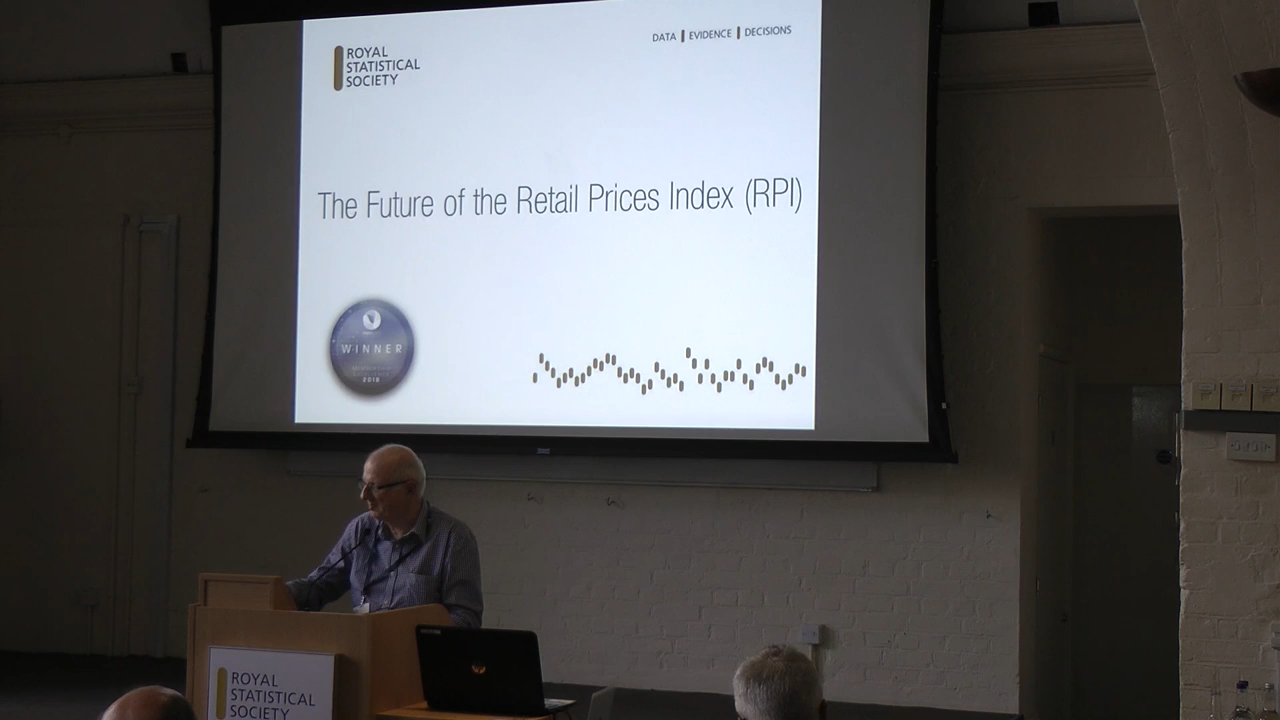 ROYAL
STATISTICAL
SOCIETY
DATA EVIDENCE DECISIONS
The Future of the Retail Prices Index (RPI)
WINNER
2018
ROYAL
STATISTICAL
SOCIETY